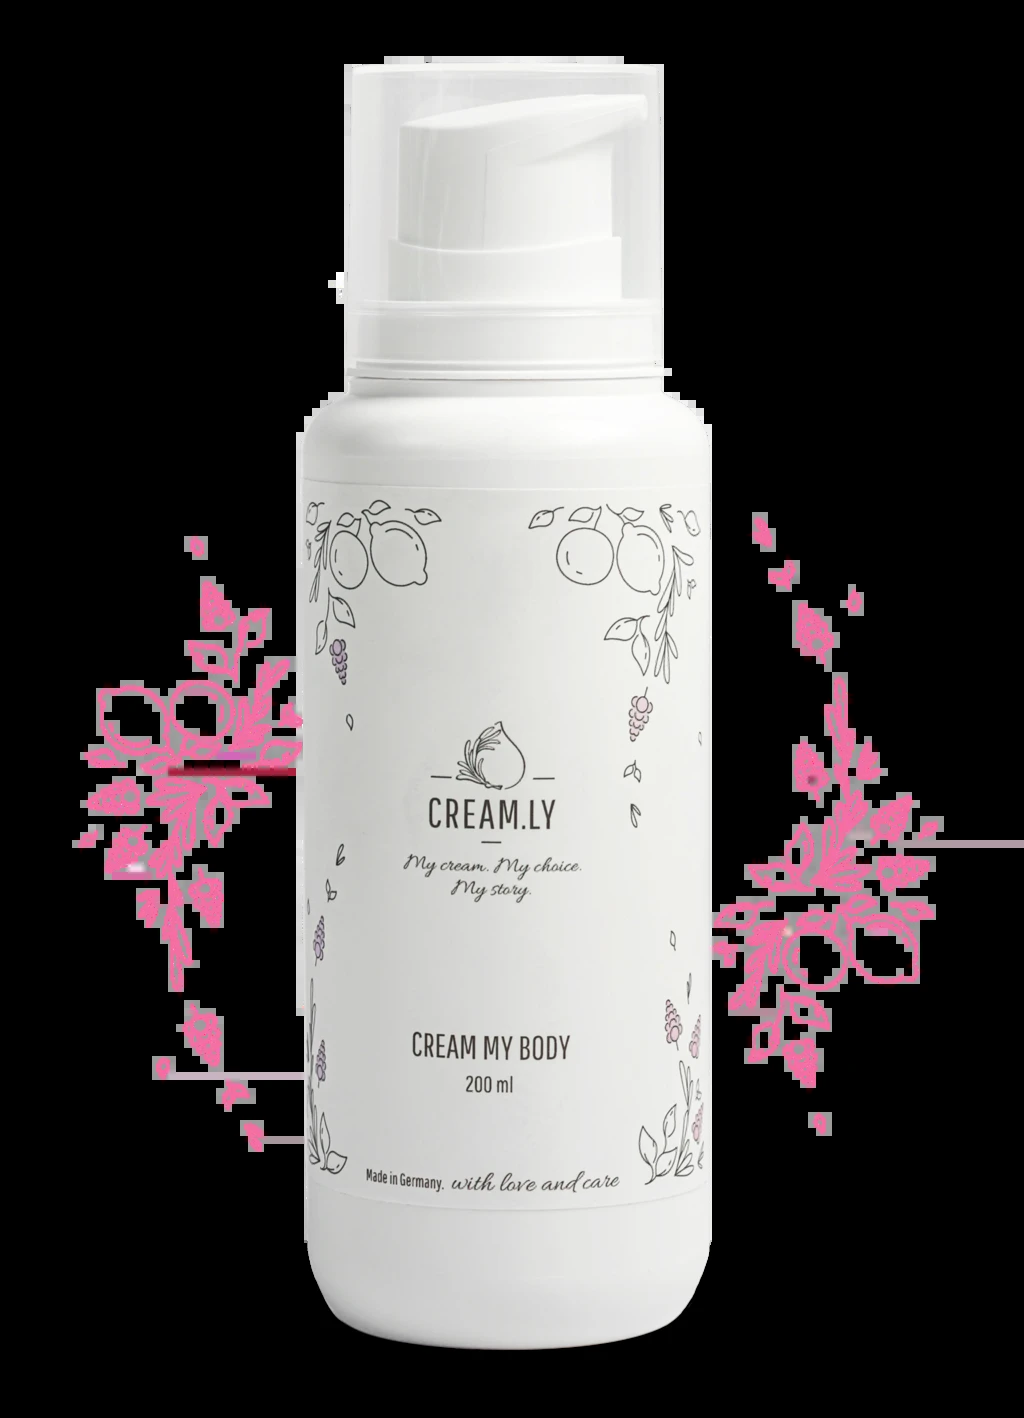 CREAM.LY
My cream. My choice.
My story.
CREAM MY BODY
200 ml
Made in Germany. with love and care